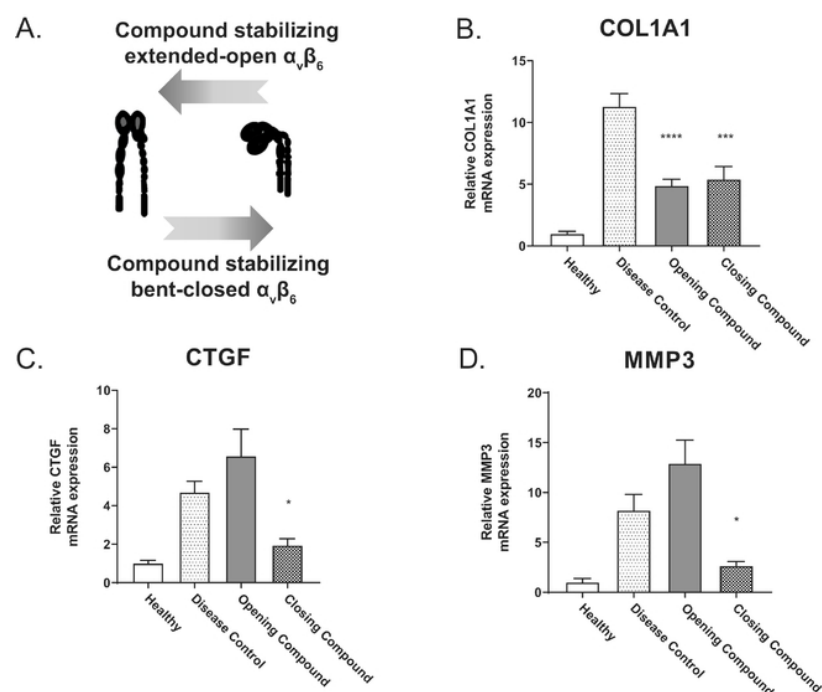 A.
Compound stabilizing
extended-open αvβ6
Compound stabilizing
bent-closed αvβ6
B.
COL1A1
Relative COL1A1
mRNA expression
15
10
5
0
****
***
Healthy
Disease Control
Opening Compound
Closing Compound
C.
CTGF
Relative CTGF
mRNA expression
10
8
6
4
2
0
*
Healthy
Disease Control
Opening Compound
Closing Compound
D.
MMP3
Relative MMP3
mRNA expression
20
15
10
5
0
*
Healthy
Disease Control
Opening Compound
Closing Compound